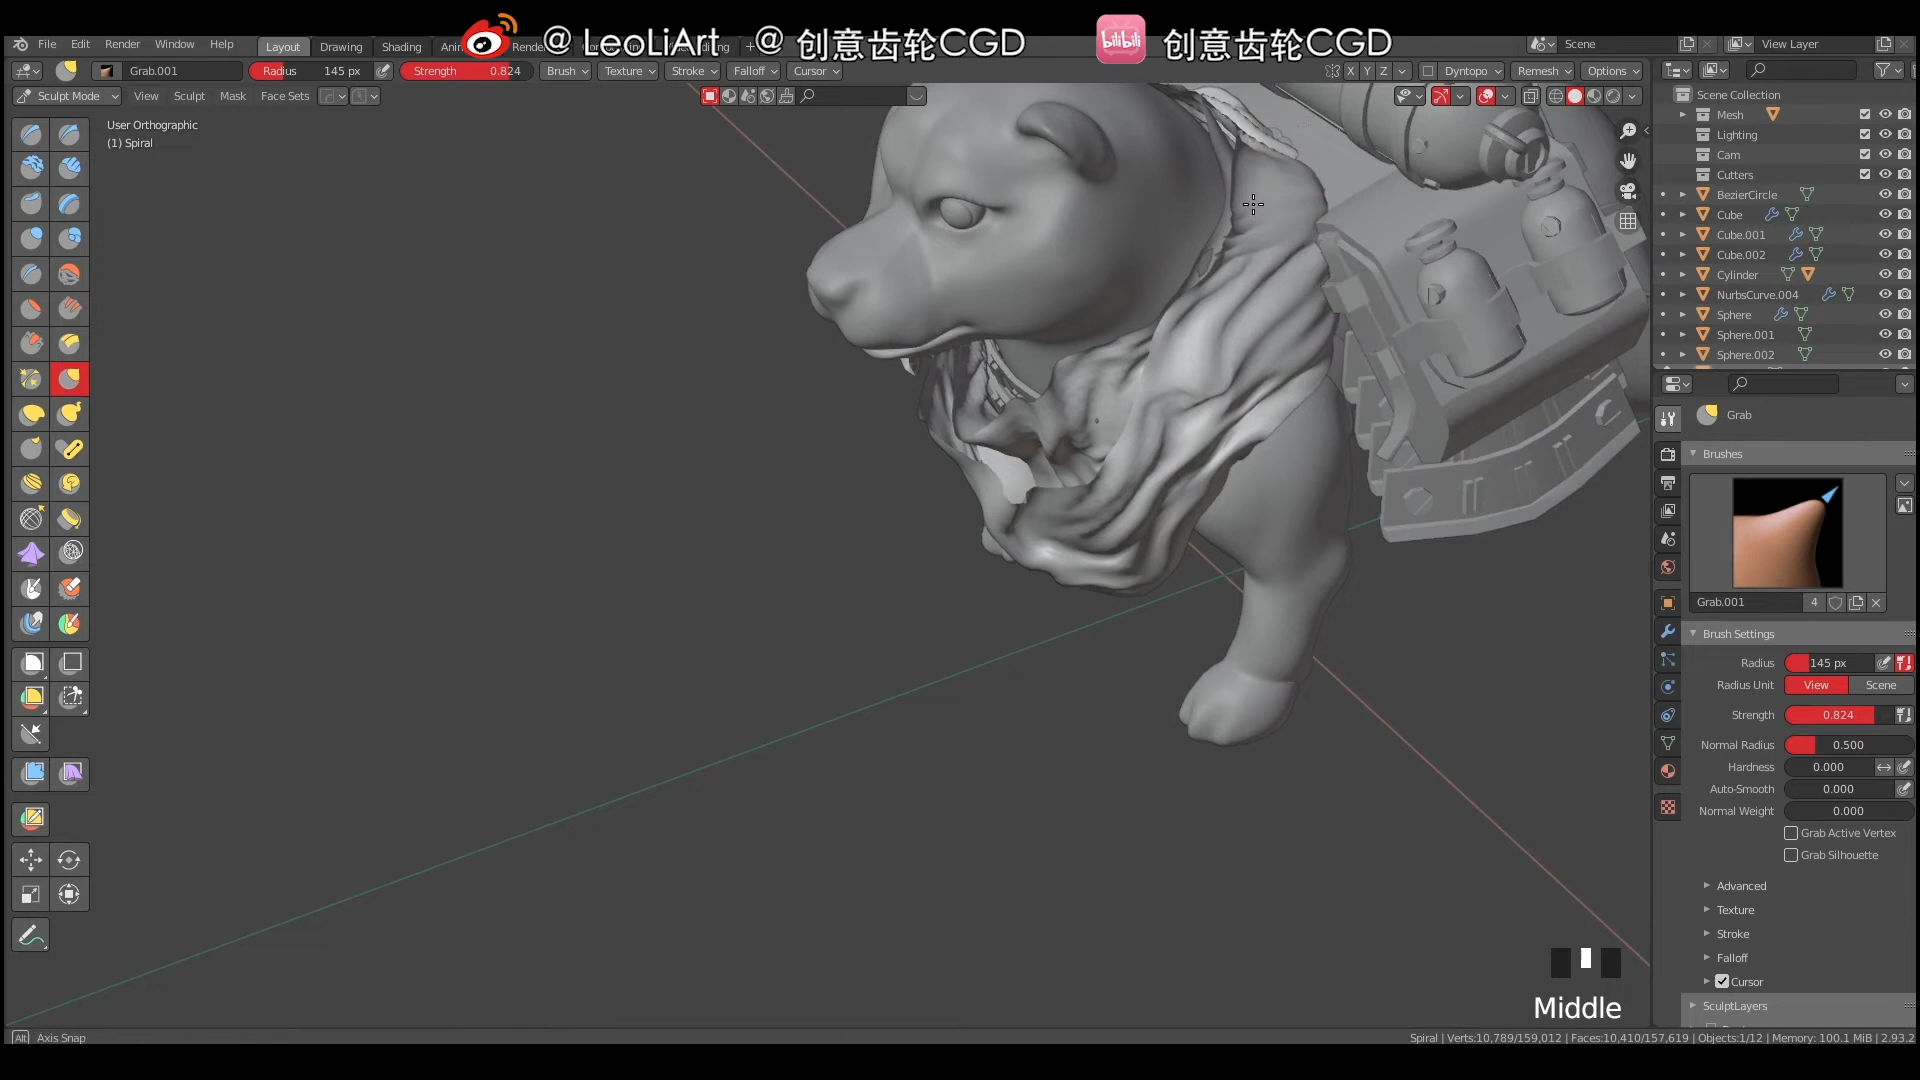 @ LeoLiArt @ 创意齿轮CGD bilibili 创意齿轮CGD
File Edit Render Window Help Layout Drawing Shading Scene View Layer
Grab.001 Radius 145 px Strength 0.824 Brush Texture Stroke Falloff Cursor X Y Z Dyntopo Remesh Options
Sculpt Mode View Sculpt Mask Face Sets
User Orthographic
(1) Spiral
Scene Collection
Mesh
Lighting
Cam
Cutters
BezierCircle
Cube
Cube.001
Cube.002
Cylinder
NurbsCurve.004
Sphere
Sphere.001
Sphere.002
Grab
Brushes
Grab.001 4
Brush Settings
Radius 145 px
Radius Unit View Scene
Strength 0.824
Normal Radius 0.500
Hardness 0.000
Auto-Smooth 0.000
Normal Weight 0.000
Grab Active Vertex
Grab Silhouette
Advanced
Texture
Stroke
Falloff
Cursor
SculptLayers
Middle
Alt Axis Snap
Spiral | Verts:10,789/159,012 | Faces:10,410/157,619 | Objects:1/12 | Memory: 100.1 MiB | 2.93.2